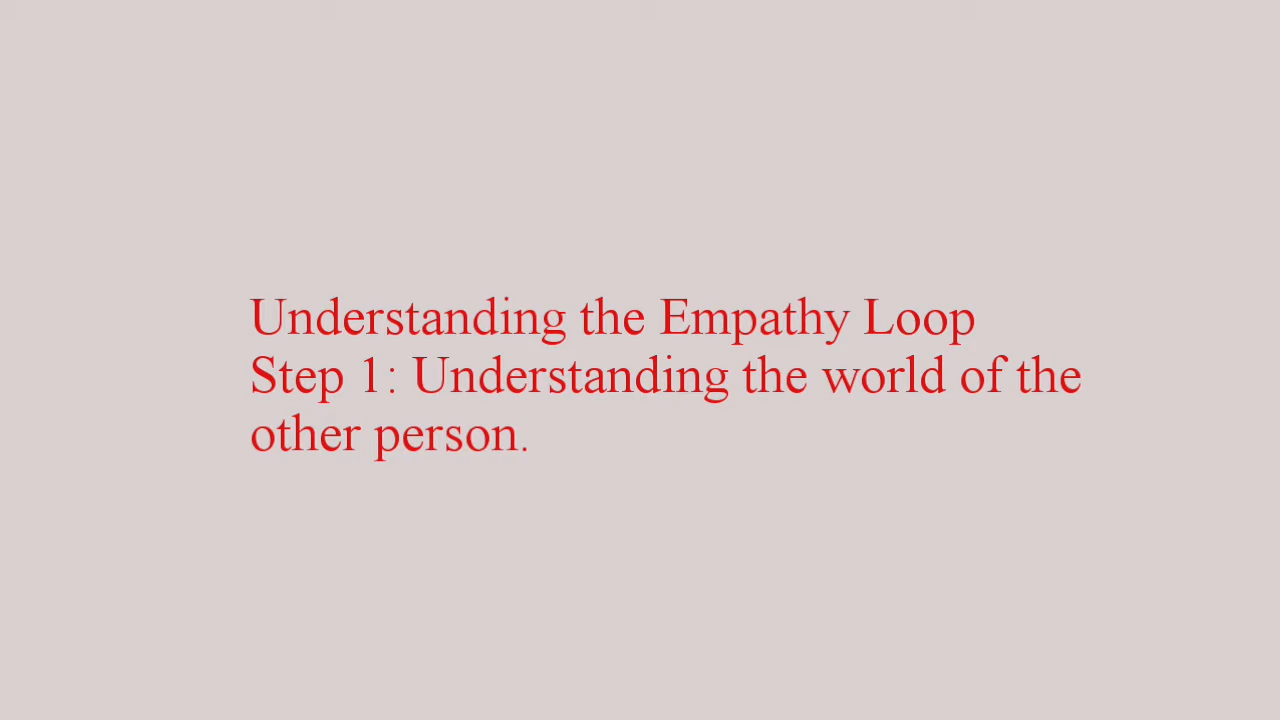 Understanding the Empathy Loop
Step 1: Understanding the world of the
other person.